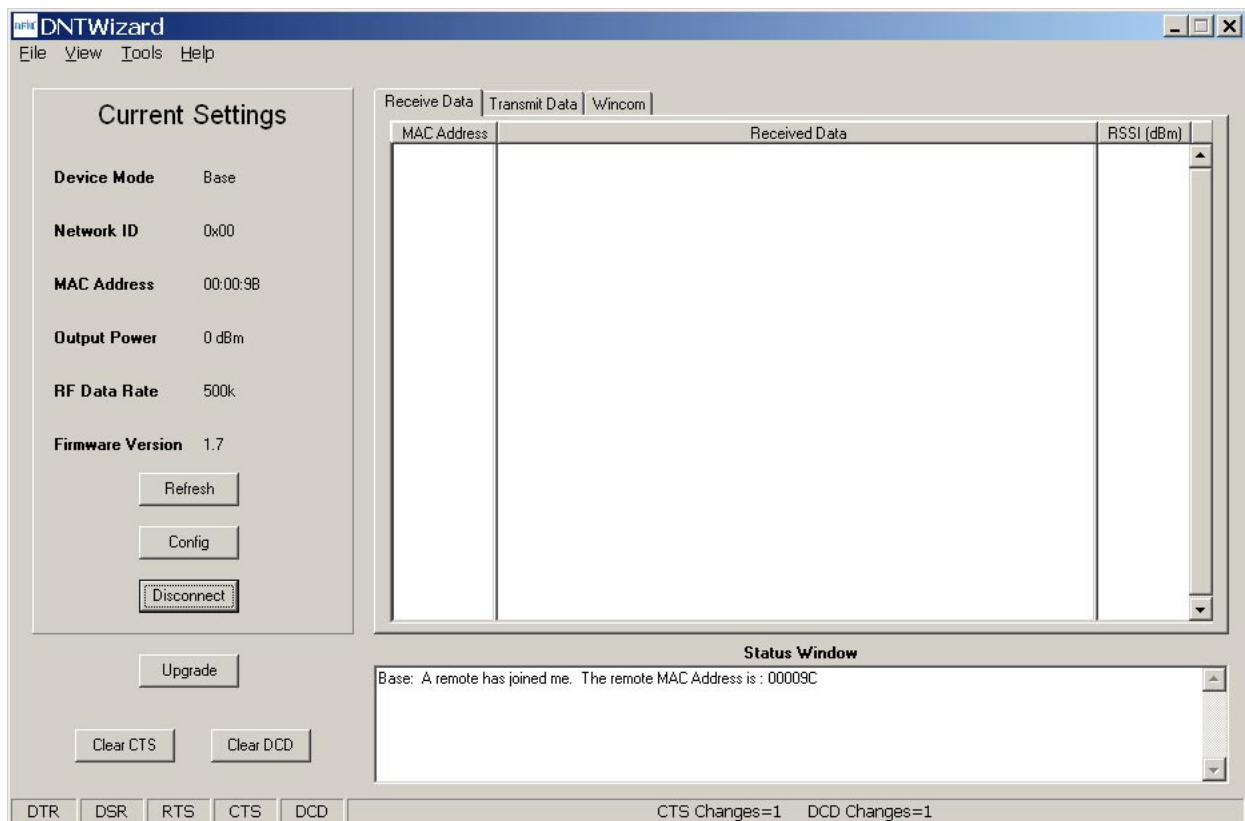 DNTWizard
File View Tools Help
Current Settings
Device Mode Base
Network ID 0x00
MAC Address 00:00:9B
Output Power 0 dBm
RF Data Rate 500k
Firmware Version 1.7
Refresh
Config
Disconnect
Upgrade
Clear CTS Clear DCD
Receive Data Transmit Data Wincom
MAC Address Received Data RSSI (dBm)
Status Window
Base: A remote has joined me. The remote MAC Address is : 00009C
DTR DSR RTS CTS DCD CTS Changes=1 DCD Changes=1